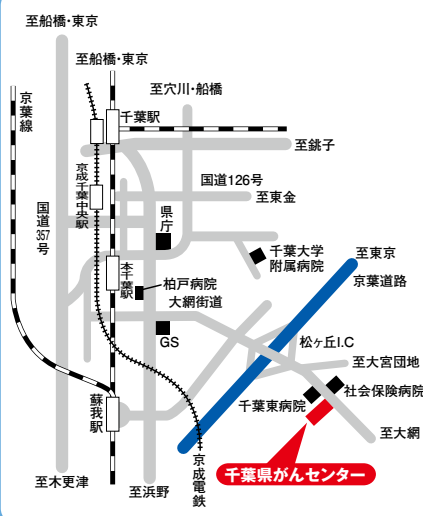 至船橋・東京
至船橋・東京
至穴川・船橋
京葉線
千葉駅
至銚子
国道126号
京成千葉中央駅
至東金
国道357号
県庁
千葉大学
附属病院
至東京
京葉道路
本千葉駅
柏戸病院
大網街道
GS
松ヶ丘I.C
至大宮団地
社会保険病院
千葉東病院
蘇我駅
至大網
京成電鉄
千葉県がんセンター
至木更津
至浜野